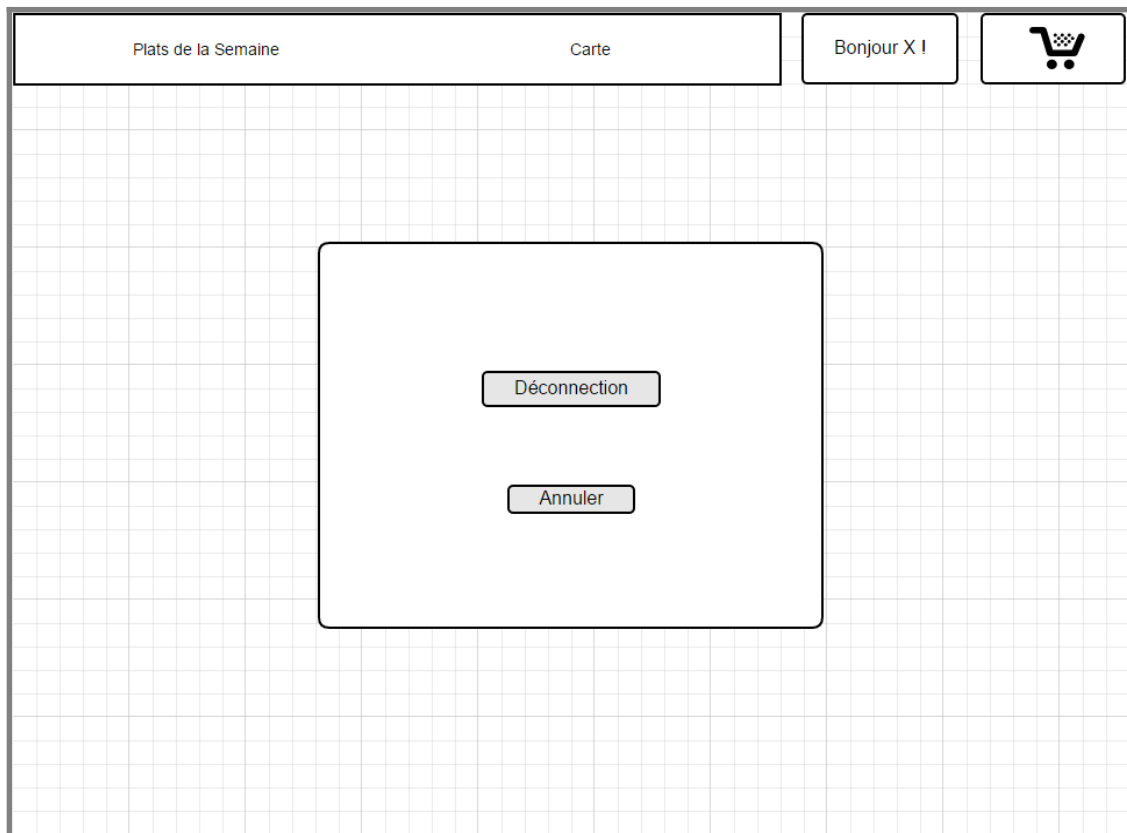 Plats de la Semaine
Carte
Bonjour X !
Déconnection
Annuler